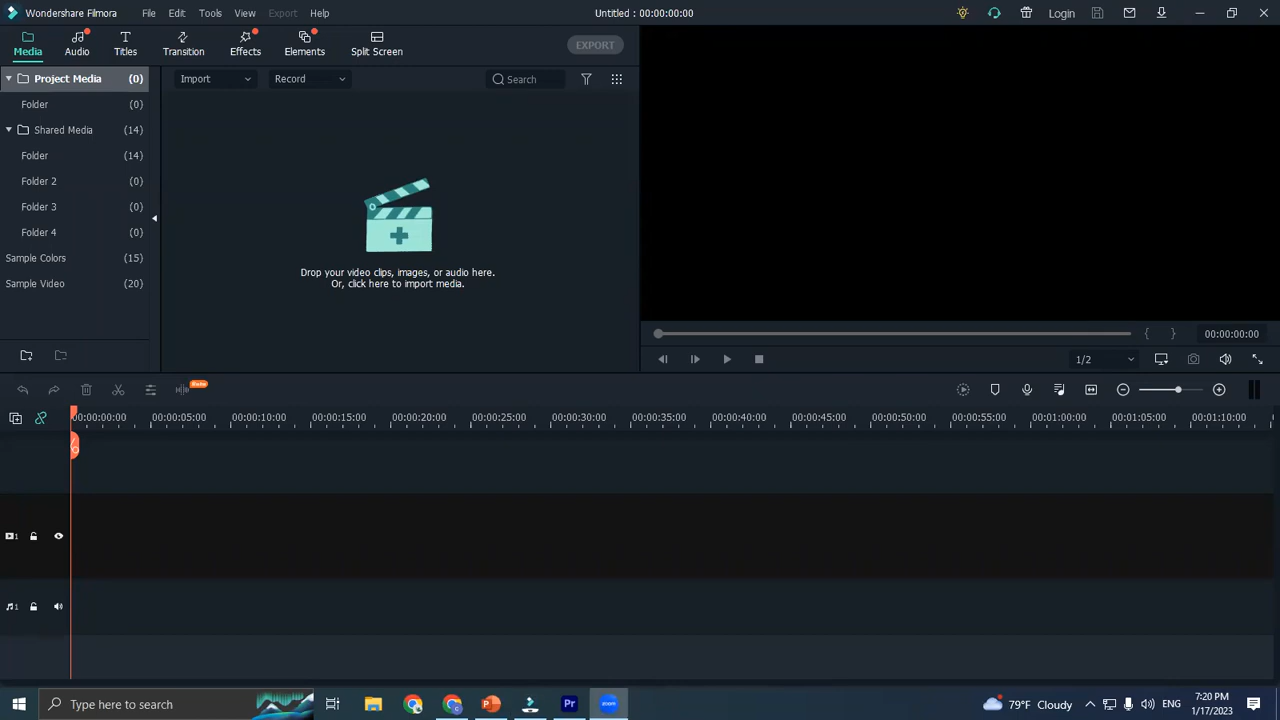 Wondershare Filmora File Edit Tools View Export Help Untitled : 00:00:00:00 Login
Media Audio Titles Transition Effects Elements Split Screen EXPORT
Project Media (0) Import Record Search
Folder (0)
Shared Media (14)
Folder (14)
Folder 2 (0)
Folder 3 (0)
Folder 4 (0)
Sample Colors (15)
Sample Video (20)
Drop your video clips, images, or audio here.
Or, click here to import media.
{ } 00:00:00:00
1/2
Beta
00:00:00:00 00:00:05:00 00:00:10:00 00:00:15:00 00:00:20:00 00:00:25:00 00:00:30:00 00:00:35:00 00:00:40:00 00:00:45:00 00:00:50:00 00:00:55:00 00:01:00:00 00:01:05:00 00:01:10:00
1
1
Type here to search Pr zoom 79°F Cloudy ENG 7:20 PM
1/17/2023